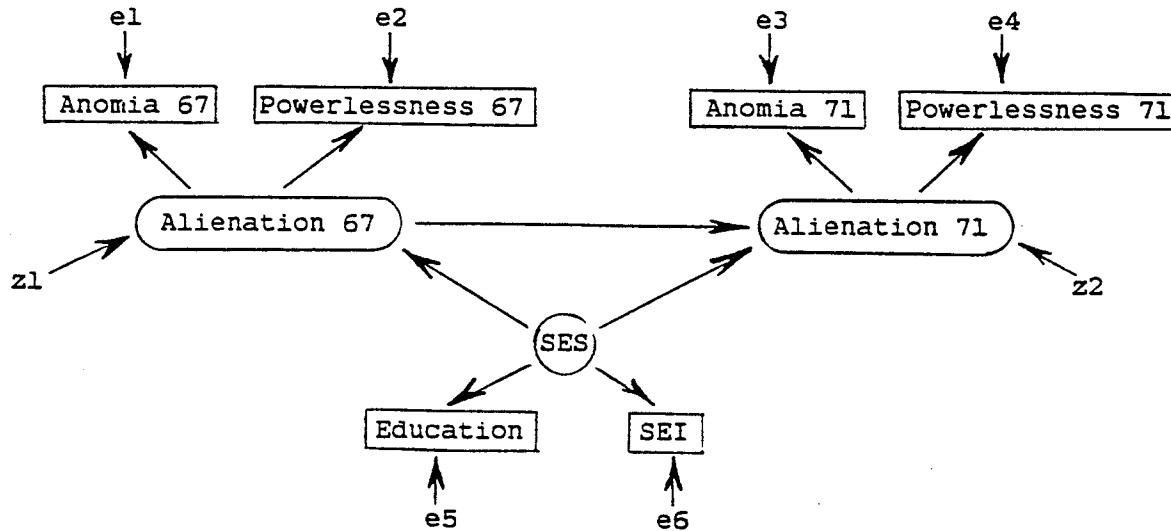 e1 e2 e3 e4
Anomia 67 Powerlessness 67 Anomia 71 Powerlessness 71
Alienation 67 Alienation 71
z1 z2
SES
Education SEI
e5 e6